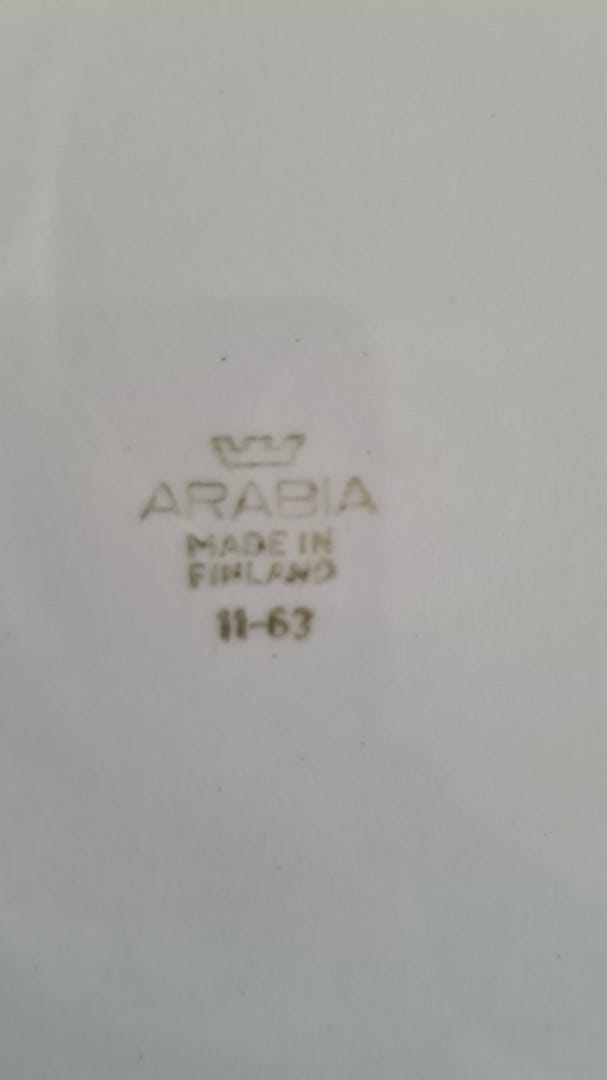 ARABIA
MADE IN
FINLAND
11-63